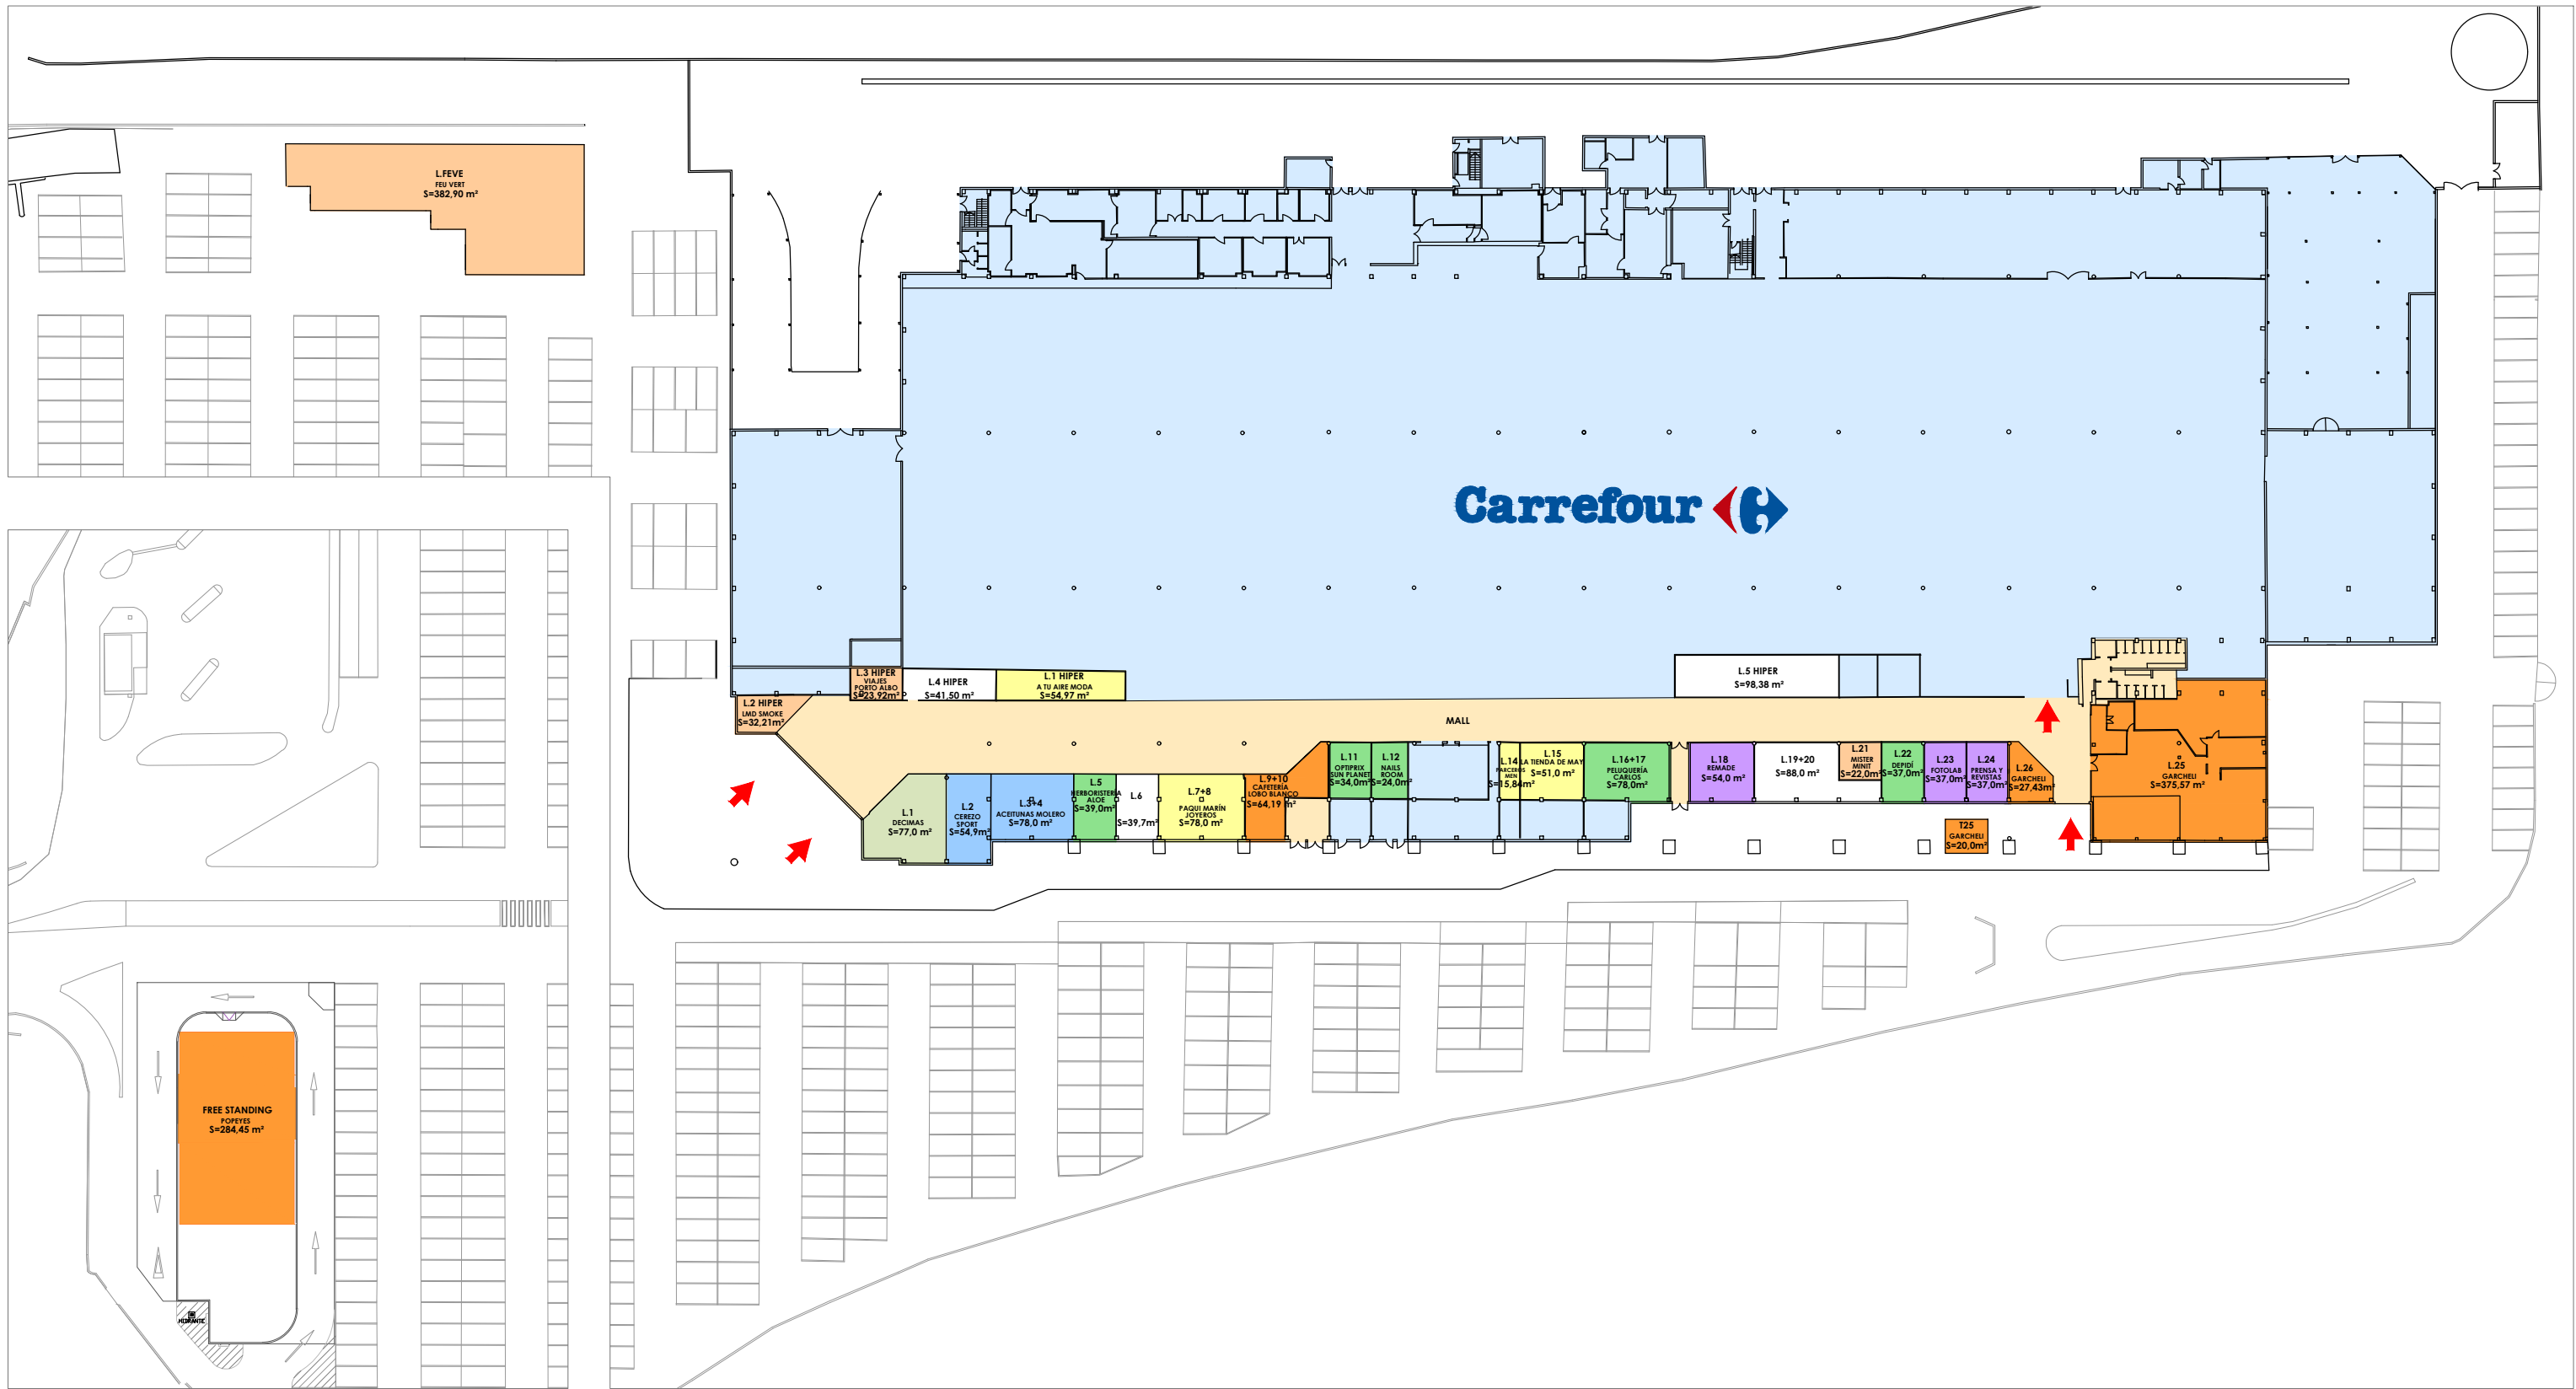 L.FEVE
FEU VERT
S=382,90 m²
Carrefour
L.3 HIPER
VIAJES
PORTO ALBO
S=23,92m²
L.4 HIPER
S=41,50 m²
L.1 HIPER
A TU AIRE MODA
S=54,97 m²
L.5 HIPER
S=98,38 m²
L.2 HIPER
LMD SMOKE
S=32,21m²
MALL
L.1
DECIMAS
S=77,0 m²
L.2
CEREZO
SPORT
S=54,9m²
L.3+4
ACEITUNAS MOLERO
S=78,0 m²
L.5
HERBORISTERÍA
ALOE
S=39,0m²
L.6
S=39,7m²
L.7+8
PAQUI MARÍN
JOYEROS
S=78,0 m²
L.9+10
CAFETERÍA
LOBO BLANCO
S=64,19 m²
L.11
OPTIPRIX
SUN PLANET
S=34,0m²
L.12
NAILS
ROOM
S=24,0m²
L.14
PARCEROS
MEN
S=15,84m²
L.15
LA TIENDA DE MAY
S=51,0 m²
L.16+17
PELUQUERÍA
CARLOS
S=78,0m²
L.18
REMADE
S=54,0 m²
L.19+20
S=88,0 m²
L.21
MISTER
MINIT
S=22,0m²
L.22
DEPIDÍ
S=37,0m²
L.23
FOTOLAB
S=37,0m²
L.24
PRENSA Y
REVISTAS
S=37,0m²
L.26
GARCHELI
S=27,43m²
L.25
GARCHELI
S=375,57 m²
T25
GARCHELI
S=20,0m²
FREE STANDING
POPEYES
S=284,45 m²
HIDRANTE